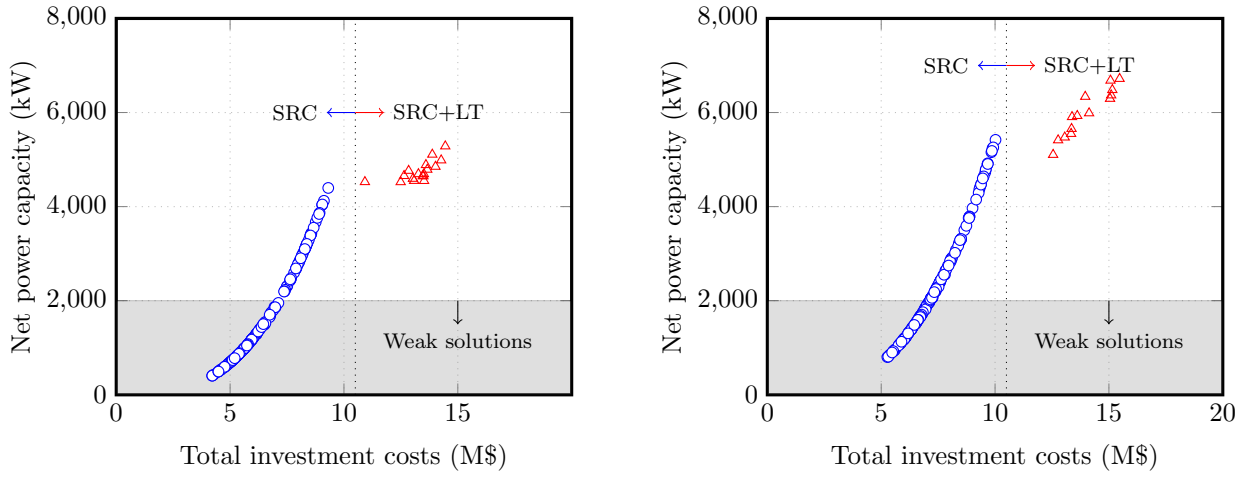 8,000
6,000
4,000
2,000
0
0
5
10
15
Net power capacity (kW)
Total investment costs (M$)
SRC
SRC+LT
Weak solutions
8,000
6,000
4,000
2,000
0
0
5
10
15
20
Net power capacity (kW)
Total investment costs (M$)
SRC
SRC+LT
Weak solutions